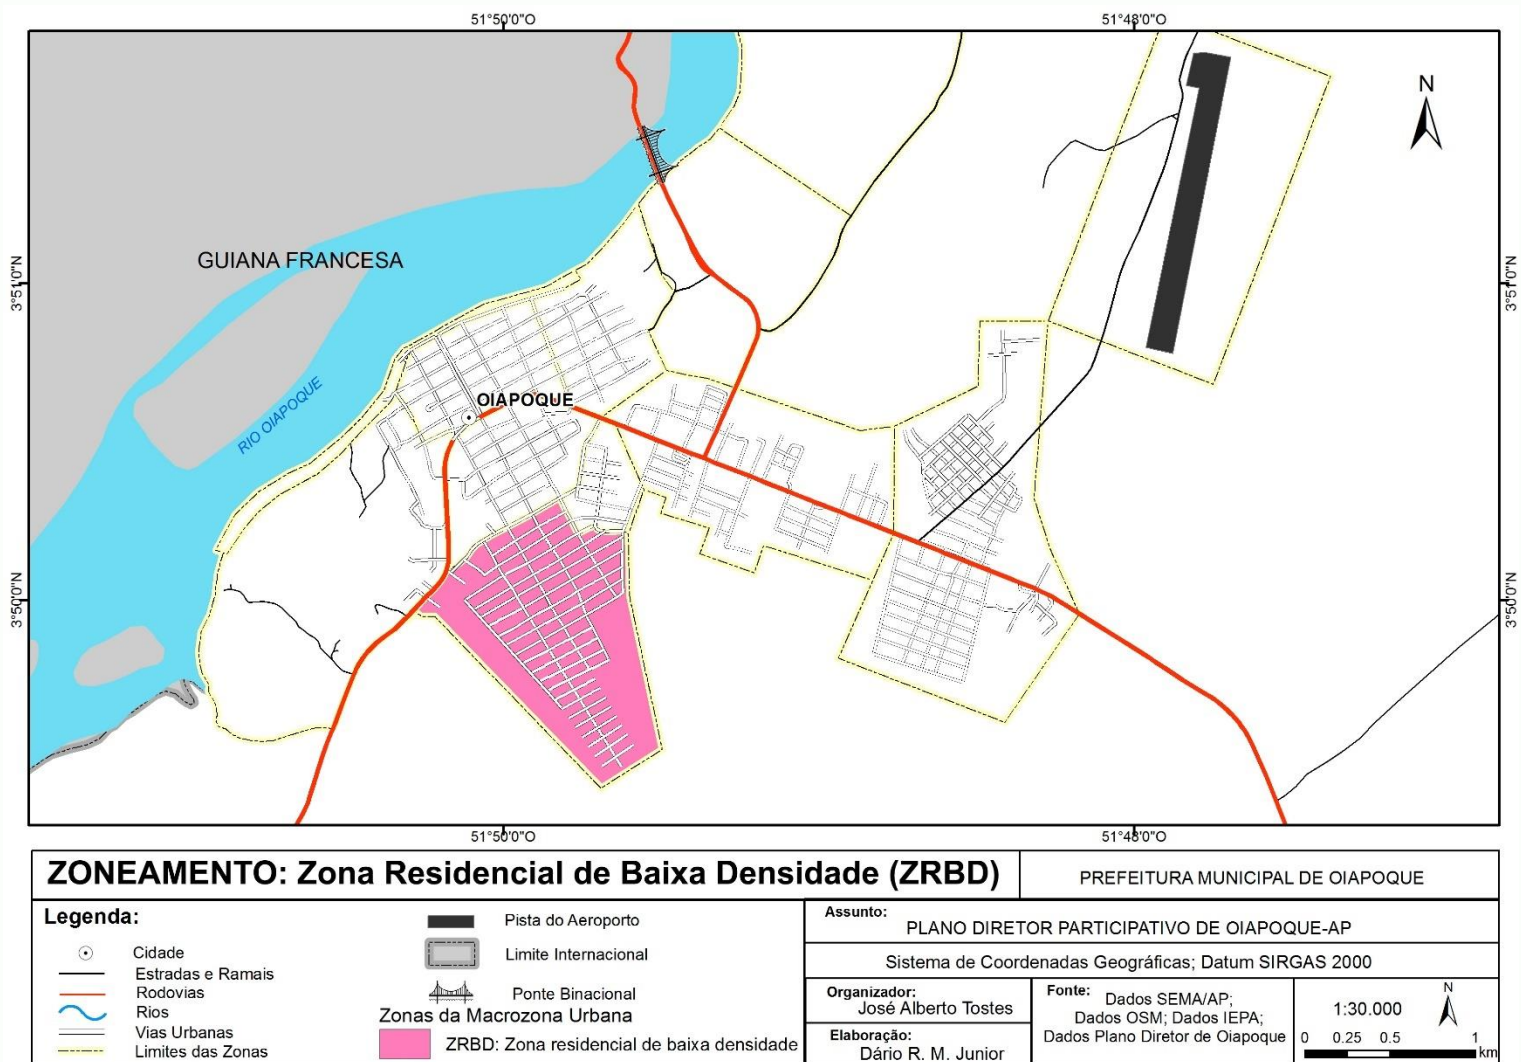 51°50'0"O
51°48'0"O
N
GUIANA FRANCESA
3°51'0"N
3°51'0"N
RIO OIAPOQUE
OIAPOQUE
3°50'0"N
3°50'0"N
51°50'0"O
51°48'0"O
ZONEAMENTO: Zona Residencial de Baixa Densidade (ZRBD)
PREFEITURA MUNICIPAL DE OIAPOQUE
Legenda:
Cidade
Estradas e Ramais
Rodovias
Rios
Vias Urbanas
Limites das Zonas
Pista do Aeroporto
Limite Internacional
Ponte Binacional
Zonas da Macrozona Urbana
ZRBD: Zona residencial de baixa densidade
Assunto:
PLANO DIRETOR PARTICIPATIVO DE OIAPOQUE-AP
Sistema de Coordenadas Geográficas; Datum SIRGAS 2000
Organizador:
José Alberto Tostes
Elaboração:
Dário R. M. Junior
Fonte:
Dados SEMA/AP;
Dados OSM; Dados IEPA;
Dados Plano Diretor de Oiapoque
1:30.000
N
0 0.25 0.5 1
km